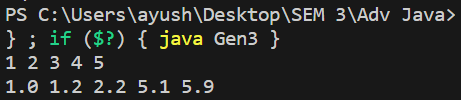 PS C:\Users\ayush\Desktop\SEM 3\Adv Java>
} ; if ($?) { java Gen3 }
1 2 3 4 5
1.0 1.2 2.2 5.1 5.9